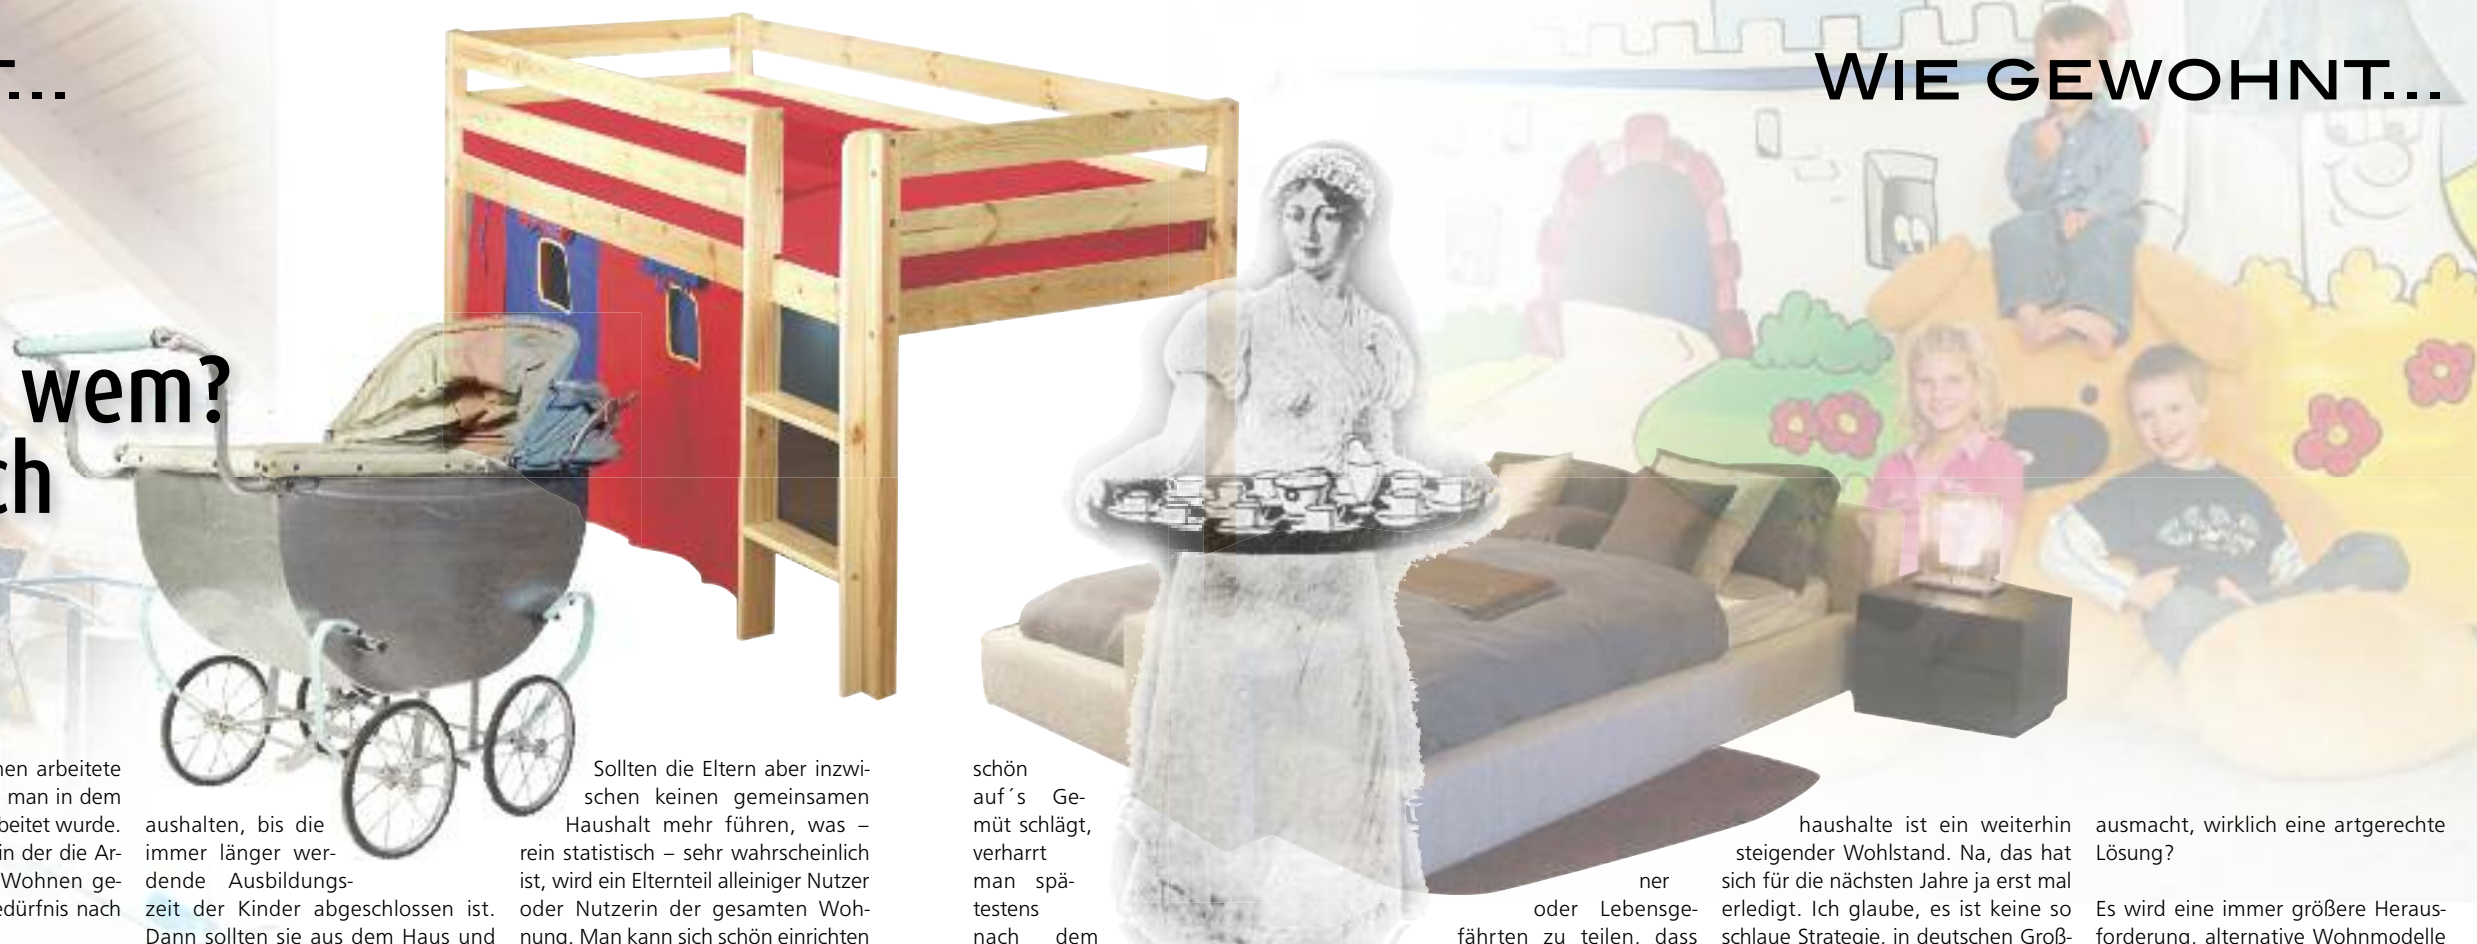 ...
WIE GEWOHNT...
wem?
ch
arbeitete
man in dem
beitet wurde.
in der die Ar-
Wohnen ge-
edürfnis nach
aushalten, bis die
immer länger wer-
dende Ausbildungs-
zeit der Kinder abgeschlossen ist.
Dann sollten sie aus dem Haus und
Sollten die Eltern aber inzwi-
schen keinen gemeinsamen
Haushalt mehr führen, was –
rein statistisch – sehr wahrscheinlich
ist, wird ein Elternteil alleiniger Nutzer
oder Nutzerin der gesamten Woh-
nung. Man kann sich schön einrichten
schön
auf´s Ge-
müt schlägt,
verharrt
man spä-
testens
nach dem
ner
oder Lebensge-
fährten zu teilen, dass
haushalte ist ein weiterhin
steigender Wohlstand. Na, das hat
sich für die nächsten Jahre ja erst mal
erledigt. Ich glaube, es ist keine so
schlaue Strategie, in deutschen Groß-
ausmacht, wirklich eine artgerechte
Lösung?
Es wird eine immer größere Heraus-
forderung, alternative Wohnmodelle